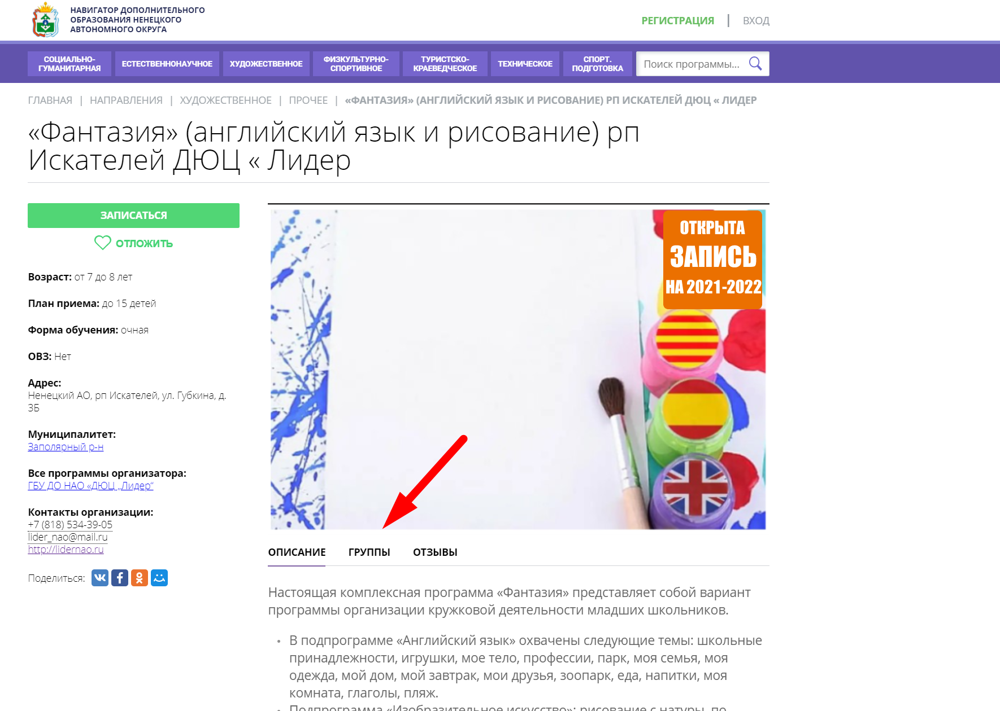 НАВИГАТОР ДОПОЛНИТЕЛЬНОГО
ОБРАЗОВАНИЯ НЕНЕЦКОГО
АВТОНОМНОГО ОКРУГА
РЕГИСТРАЦИЯ | ВХОД
СОЦИАЛЬНО-
ГУМАНИТАРНАЯ
ЕСТЕСТВЕННОНАУЧНОЕ
ХУДОЖЕСТВЕННОЕ
ФИЗКУЛЬТУРНО-
СПОРТИВНОЕ
ТУРИСТСКО-
КРАЕВЕДЧЕСКОЕ
ТЕХНИЧЕСКОЕ
СПОРТ.
ПОДГОТОВКА
Поиск программы...
ГЛАВНАЯ | НАПРАВЛЕНИЯ | ХУДОЖЕСТВЕННОЕ | ПРОЧЕЕ | «ФАНТАЗИЯ» (АНГЛИЙСКИЙ ЯЗЫК И РИСОВАНИЕ) РП ИСКАТЕЛЕЙ ДЮЦ « ЛИДЕР
«Фантазия» (английский язык и рисование) рп
Искателей ДЮЦ « Лидер
ЗАПИСАТЬСЯ
ОТЛОЖИТЬ
Возраст: от 7 до 8 лет
План приема: до 15 детей
Форма обучения: очная
ОВЗ: Нет
Адрес:
Ненецкий АО, рп Искателей, ул. Губкина, д.
3Б
Муниципалитет:
Заполярный р-н
Все программы организатора:
ГБУ ДО НАО «ДЮЦ „Лидер“
Контакты организации:
+7 (818) 534-39-05
lider_nao@mail.ru
http://lidernao.ru
Поделиться:
ОТКРЫТА
ЗАПИСЬ
НА 2021-2022
ОПИСАНИЕ ГРУППЫ ОТЗЫВЫ
Настоящая комплексная программа «Фантазия» представляет собой вариант
программы организации кружковой деятельности младших школьников.
• В подпрограмме «Английский язык» охвачены следующие темы: школьные
принадлежности, игрушки, мое тело, профессии, парк, моя семья, моя
одежда, мой дом, мой завтрак, мои друзья, зоопарк, еда, напитки, моя
комната, глаголы, пляж.
• Подпрограмма «Изобразительное искусство»: рисование с натуры, по